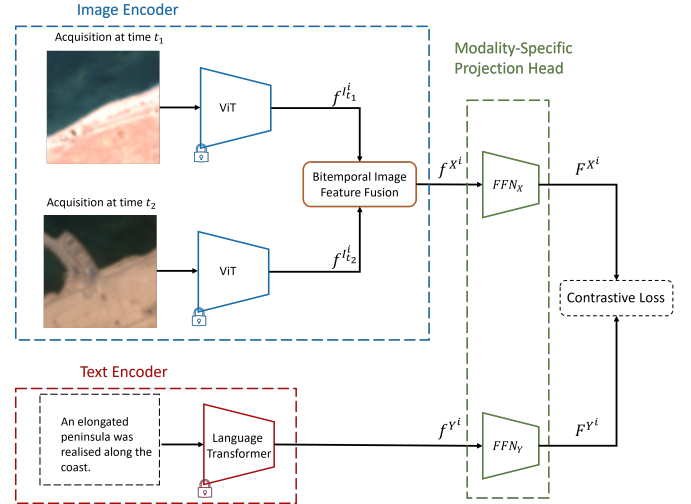 Image Encoder
Acquisition at time t₁
ViT
f^{I^i_{t_1}}
Modality-Specific
Projection Head
Bitemporal Image
Feature Fusion
f^{X^i}
FFN_X
F^{X^i}
Acquisition at time t₂
ViT
f^{I^i_{t_2}}
Contrastive Loss
Text Encoder
An elongated
peninsula was
realised along the
coast.
Language
Transformer
f^{Y^i}
FFN_Y
F^{Y^i}